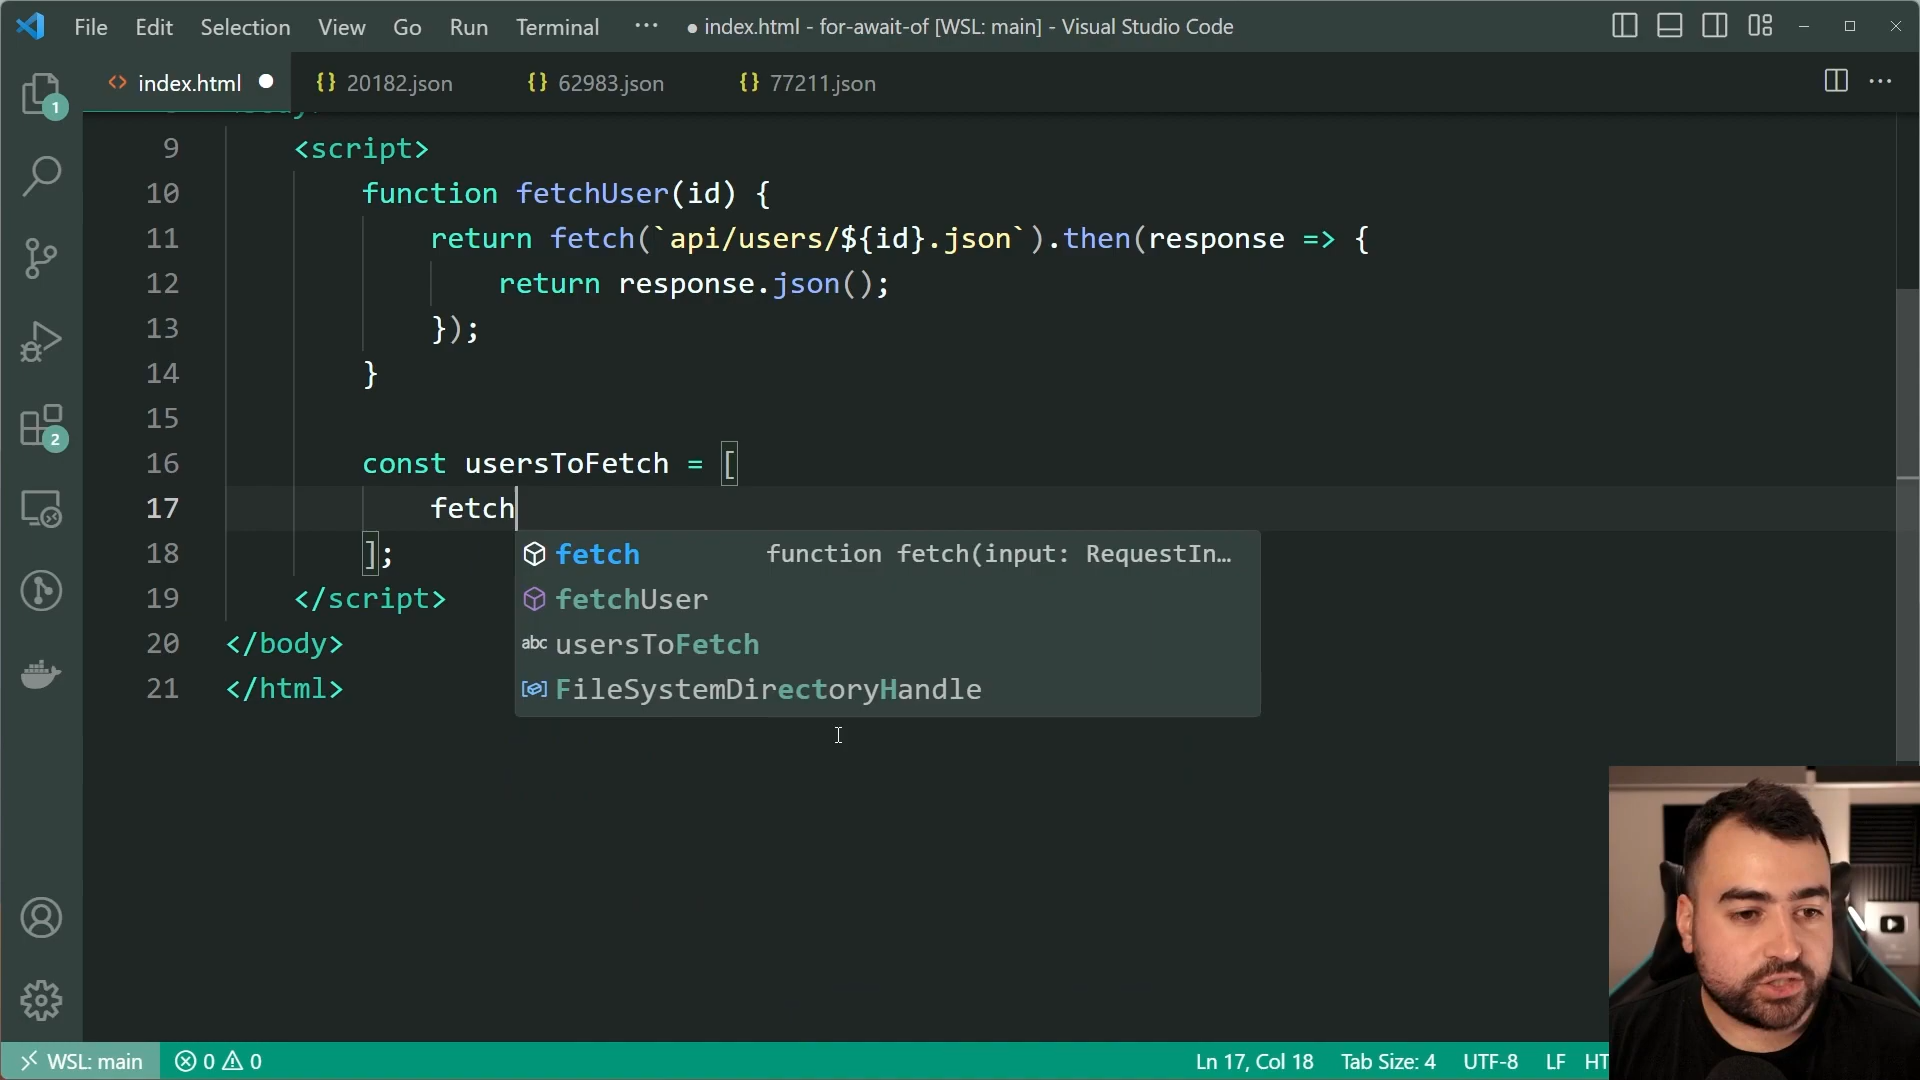 File Edit Selection View Go Run Terminal ··· ● index.html - for-await-of [WSL: main] - Visual Studio Code
<> index.html ● {} 20182.json {} 62983.json {} 77211.json
9 <script>
10 function fetchUser(id) {
11 return fetch(`api/users/${id}.json`).then(response => {
12 return response.json();
13 });
14 }
15
16 const usersToFetch = [
17 fetch
18 ];
fetch function fetch(input: RequestIn…
19 </script>
fetchUser
20 </body>
abc usersToFetch
21 </html>
FileSystemDirectoryHandle
1
2
WSL: main 0 0 Ln 17, Col 18 Tab Size: 4 UTF-8 LF HT